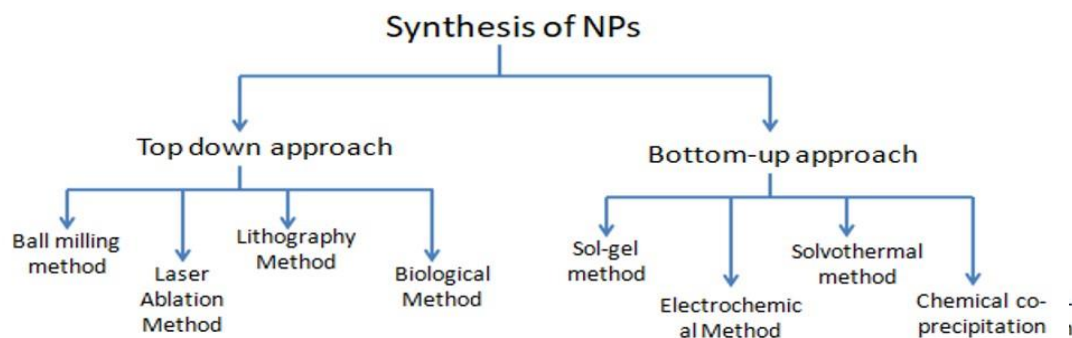 Synthesis of NPs
Top down approach
Bottom-up approach
Ball milling
method
Laser
Ablation
Method
Lithography
Method
Biological
Method
Sol-gel
method
Electrochemic
al Method
Solvothermal
method
Chemical co-
precipitation